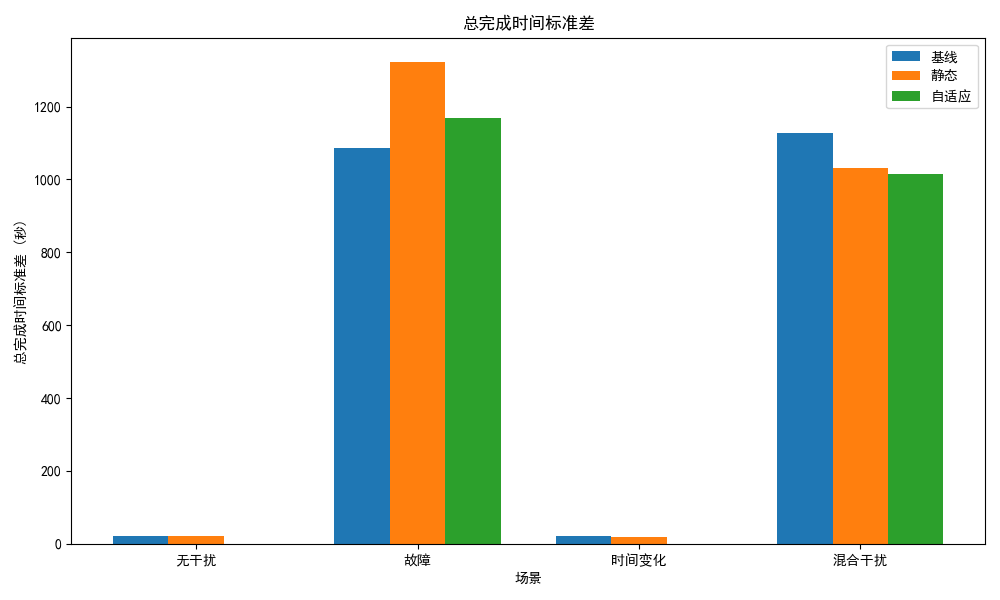 总完成时间标准差
基线
静态
自适应
总完成时间标准差（秒）
1200
1000
800
600
400
200
0
无干扰
故障
时间变化
混合干扰
场景